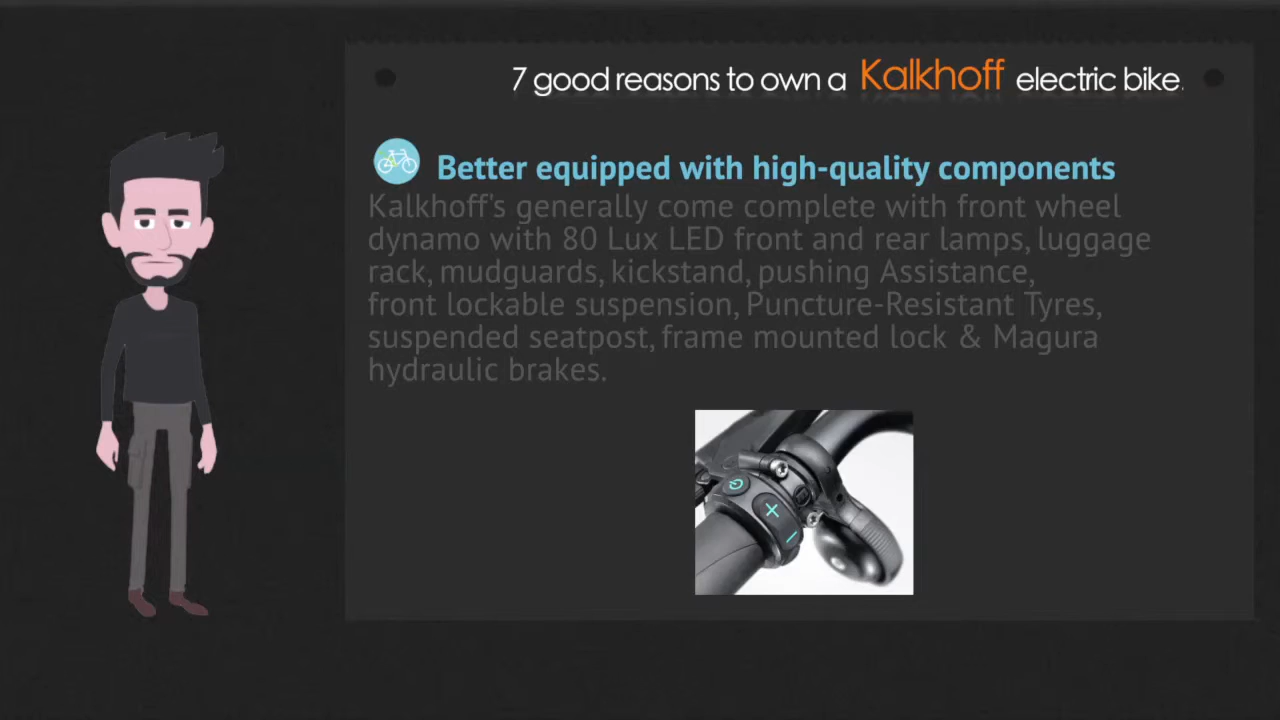 7 good reasons to own a Kalkhoff electric bike.
Better equipped with high-quality components
Kalkhoff's generally come complete with front wheel
dynamo with 80 Lux LED front and rear lamps, luggage
rack, mudguards, kickstand, pushing Assistance,
front lockable suspension, Puncture-Resistant Tyres,
suspended seatpost, frame mounted lock & Magura
hydraulic brakes.